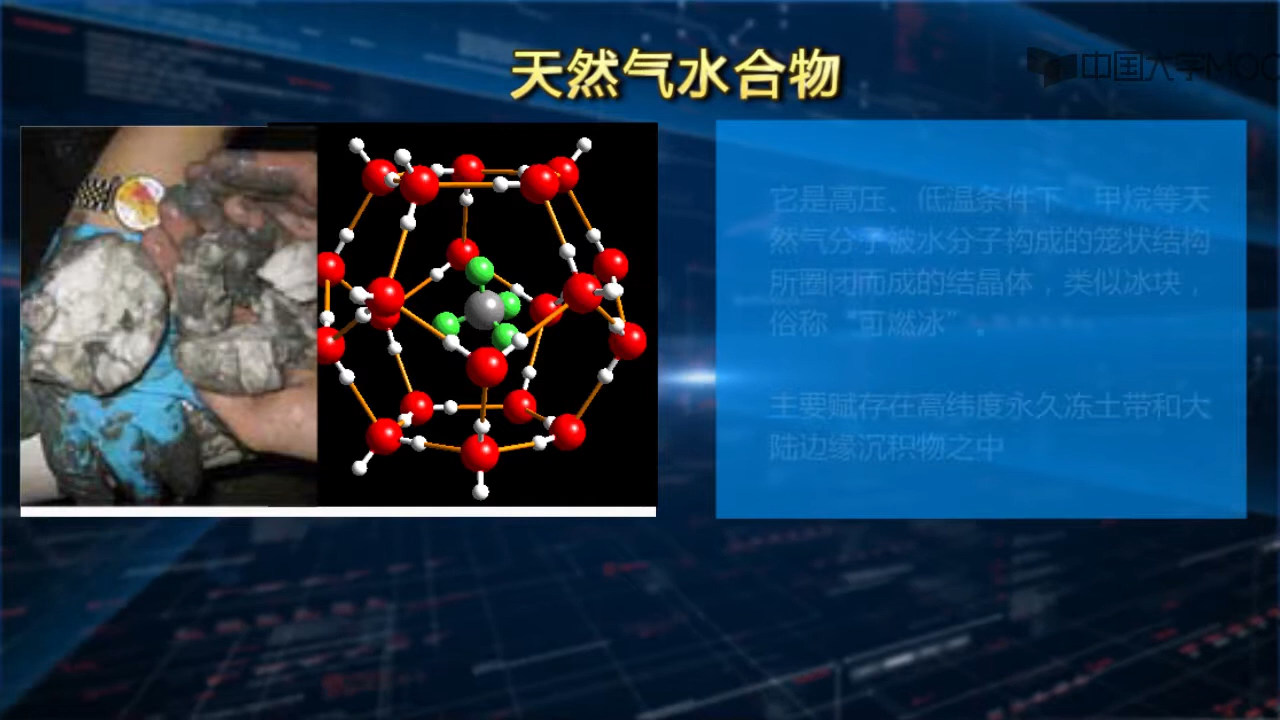 天然气水合物
中国大学MOC
它是高压、低温条件下，甲烷等天
然气分子被水分子构成的笼状结构
所圈闭而成的结晶体，类似冰块，
俗称“可燃冰”
主要赋存在高纬度永久冻土带和大
陆边缘沉积物之中